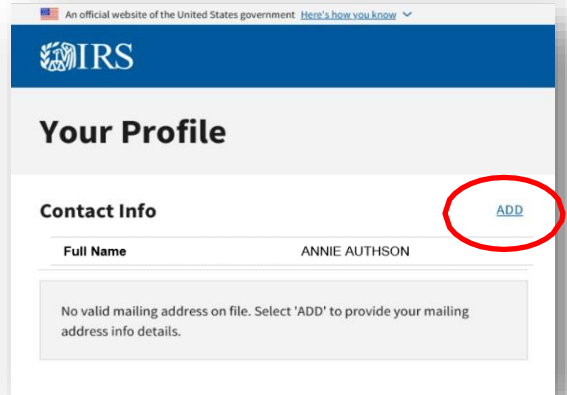 An official website of the United States government Here's how you know
IRS
Your Profile
Contact Info ADD
Full Name ANNIE AUTHSON
No valid mailing address on file. Select 'ADD' to provide your mailing
address info details.